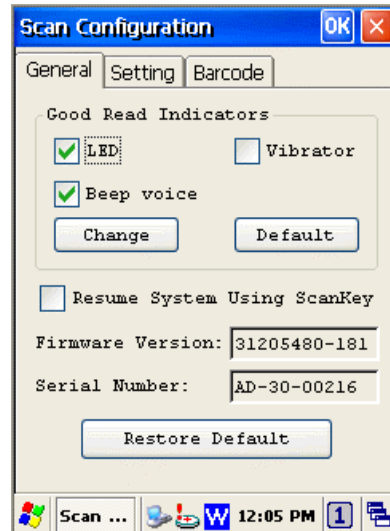 Scan Configuration OK
General Setting Barcode
Good Read Indicators
LED Vibrator
Beep voice
Change Default
Resume System Using ScanKey
Firmware Version: 31205480-181
Serial Number: AD-30-00216
Restore Default
Scan ... W 12:05 PM 1